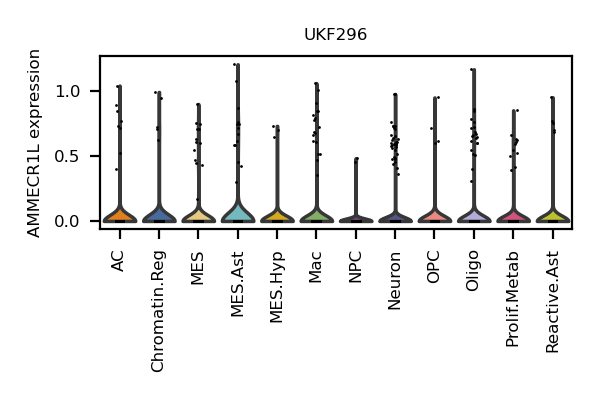 UKF296
AMMECR1L expression
1.0
0.5
0.0
AC
Chromatin.Reg
MES
MES.Ast
MES.Hyp
Mac
NPC
Neuron
OPC
Oligo
Prolif.Metab
Reactive.Ast